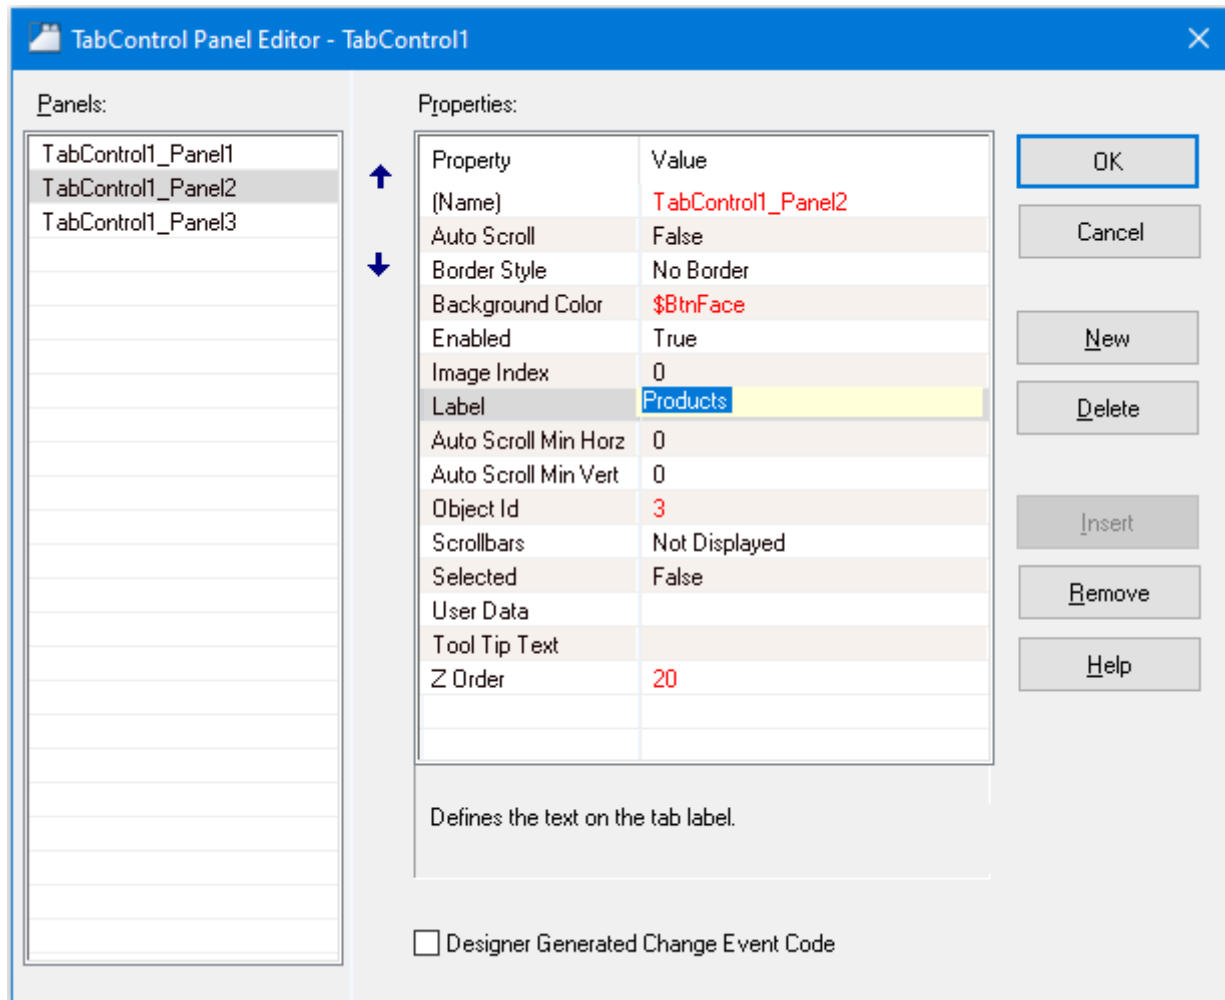 TabControl Panel Editor - TabControl1
Panels:
TabControl1_Panel1
TabControl1_Panel2
TabControl1_Panel3
Properties:
Property Value
(Name) TabControl1_Panel2
Auto Scroll False
Border Style No Border
Background Color $BtnFace
Enabled True
Image Index 0
Label Products
Auto Scroll Min Horz 0
Auto Scroll Min Vert 0
Object Id 3
Scrollbars Not Displayed
Selected False
User Data
Tool Tip Text
Z Order 20
Defines the text on the tab label.
Designer Generated Change Event Code
OK
Cancel
New
Delete
Insert
Remove
Help